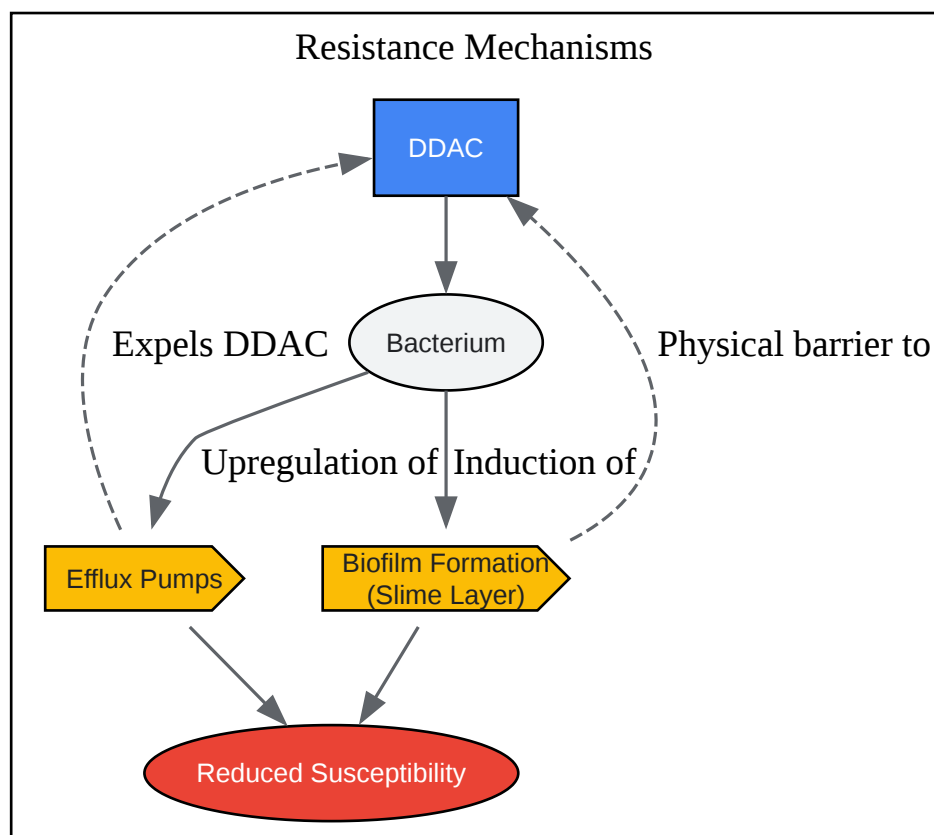 Resistance Mechanisms
DDAC
Expels DDAC
Bacterium
Physical barrier to
Upregulation of
Induction of
Efflux Pumps
Biofilm Formation
(Slime Layer)
Reduced Susceptibility